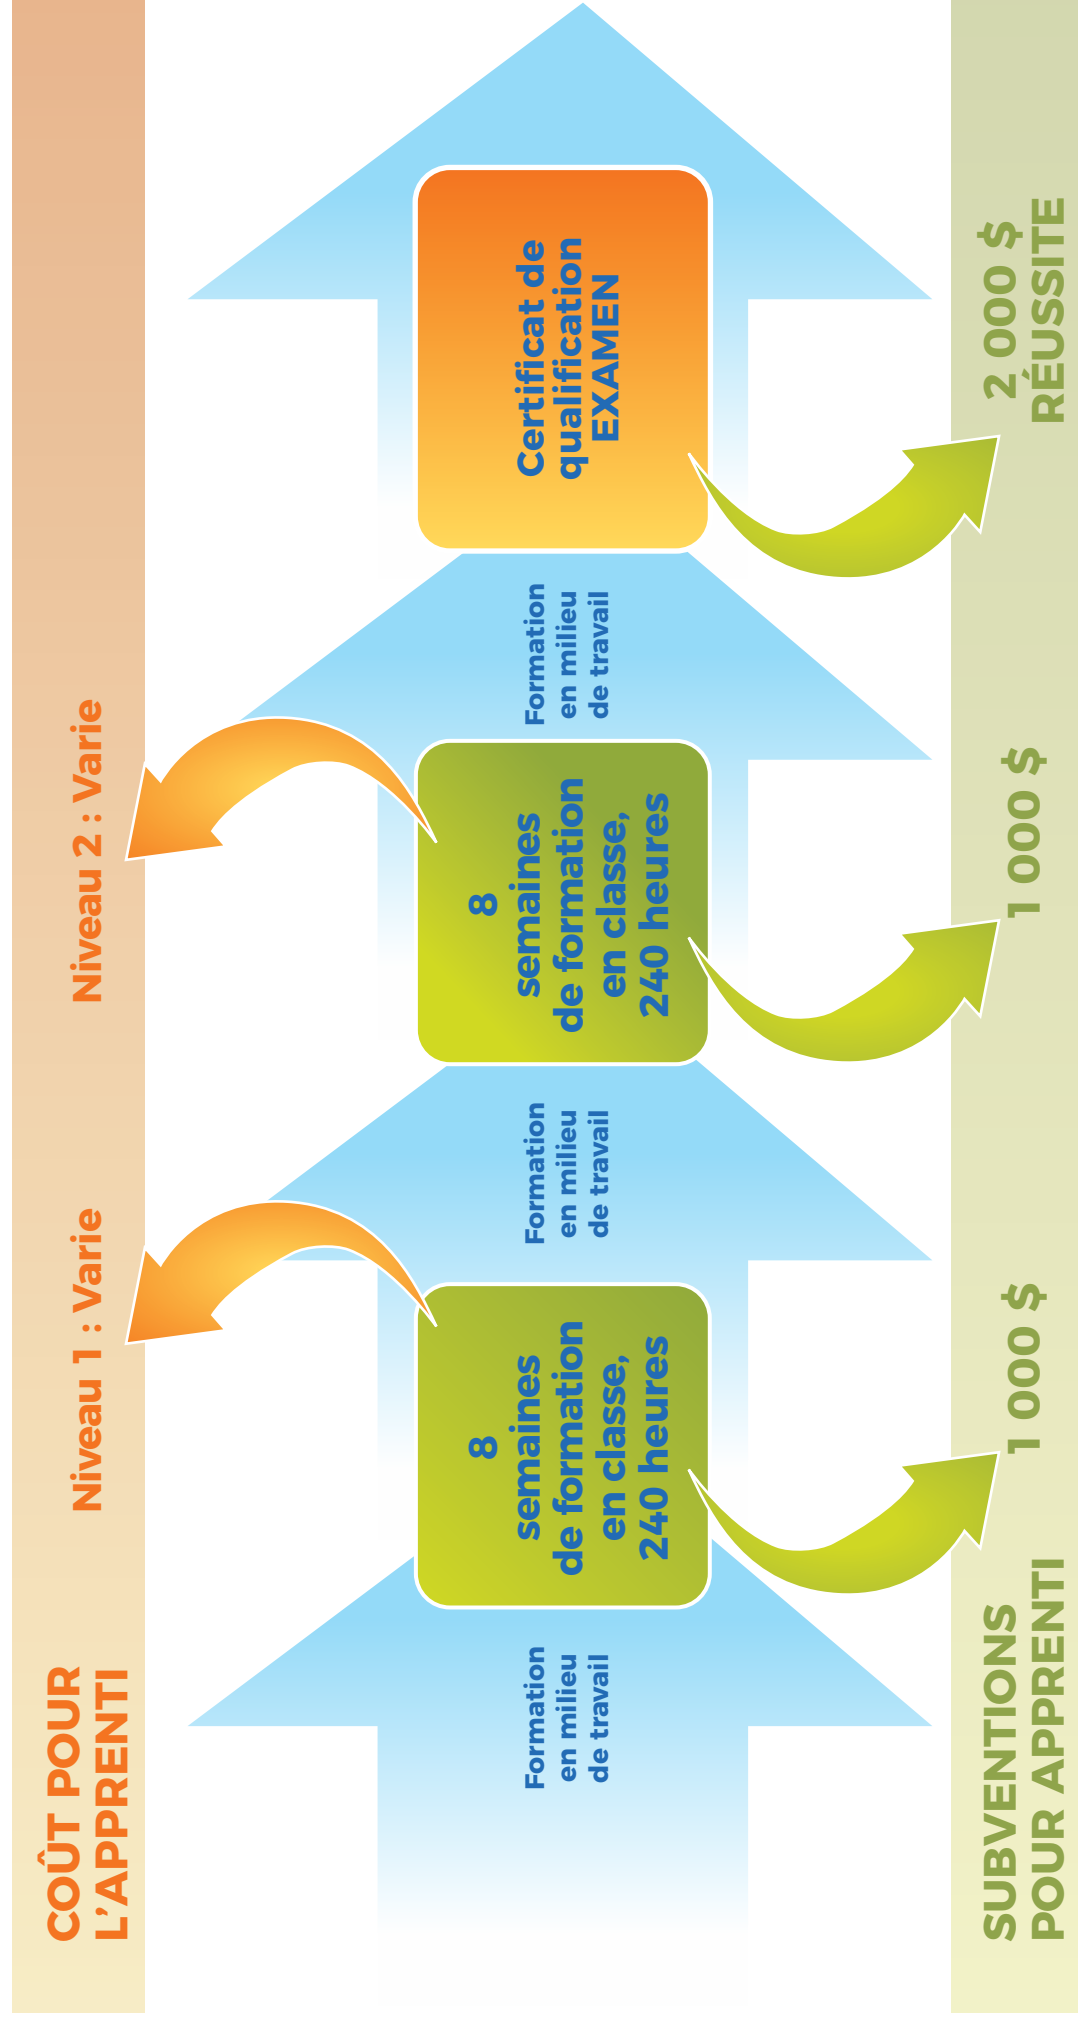 COÛT POUR
L’APPRENTI
Niveau 1 : Varie
Niveau 2 : Varie
Formation
en milieu
de travail
8
semaines
de formation
en classe,
240 heures
Formation
en milieu
de travail
8
semaines
de formation
en classe,
240 heures
Formation
en milieu
de travail
Certificat de
qualification
EXAMEN
SUBVENTIONS
POUR APPRENTI
1 000 $
1 000 $
2 000 $
RÉUSSITE